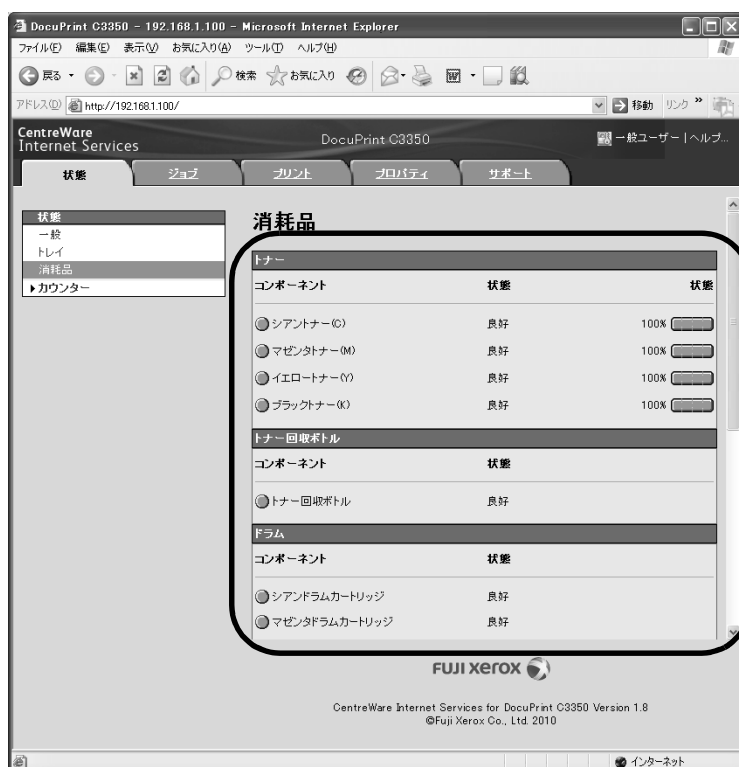 DocuPrint C3350 - 192.168.1.100 - Microsoft Internet Explorer
ファイル(F) 編集(E) 表示(V) お気に入り(A) ツール(T) ヘルプ(H)
戻る 検索 お気に入り
アドレス(D) http://192.168.1.100/ 移動 リンク »
CentreWare
Internet Services
DocuPrint C3350
一般ユーザー | ヘルプ...
状態 ジョブ プリント プロパティ サポート
状態
一般
トレイ
消耗品
カウンター
消耗品
トナー
コンポーネント 状態 状態
シアントナー(C) 良好 100%
マゼンタトナー(M) 良好 100%
イエロートナー(Y) 良好 100%
ブラックトナー(K) 良好 100%
トナー回収ボトル
コンポーネント 状態
トナー回収ボトル 良好
ドラム
コンポーネント 状態
シアンドラムカートリッジ 良好
マゼンタドラムカートリッジ 良好
FUJI XEROX
CentreWare Internet Services for DocuPrint C3350 Version 1.8
©Fuji Xerox Co., Ltd. 2010
インターネット